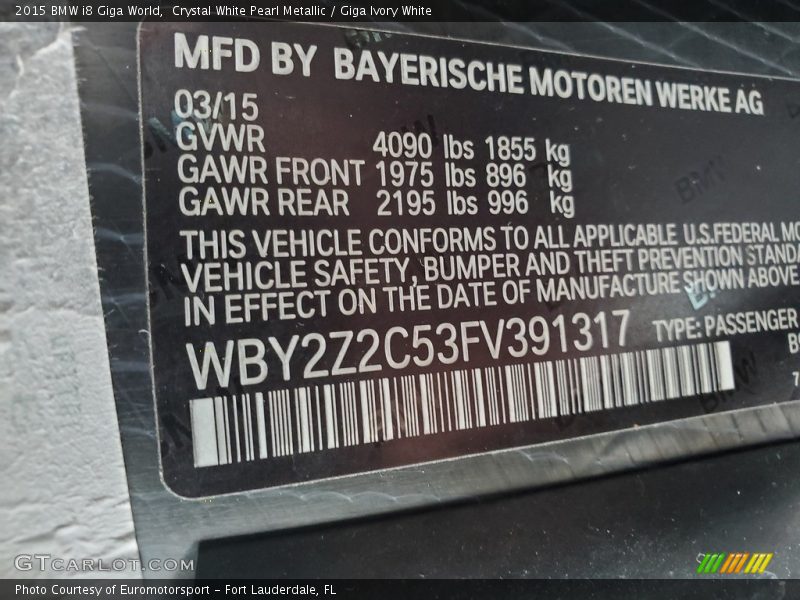 2015 BMW i8 Giga World, Crystal White Pearl Metallic / Giga Ivory White
MFD BY BAYERISCHE MOTOREN WERKE AG
03/15
GVWR 4090 lbs 1855 kg
GAWR FRONT 1975 lbs 896 kg
GAWR REAR 2195 lbs 996 kg
THIS VEHICLE CONFORMS TO ALL APPLICABLE U.S.FEDERAL MO
VEHICLE SAFETY, BUMPER AND THEFT PREVENTION STANDA
IN EFFECT ON THE DATE OF MANUFACTURE SHOWN ABOVE.
WBY2Z2C53FV391317 TYPE: PASSENGER
GTCARLOT.COM
Photo Courtesy of Euromotorsport - Fort Lauderdale, FL